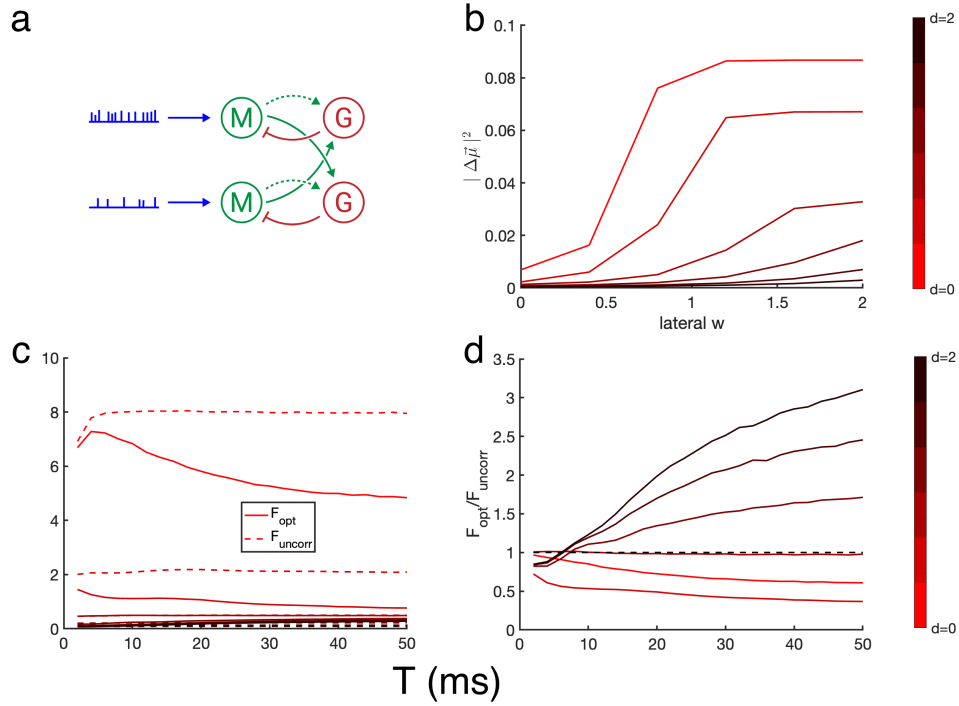 a
M
G
M
G
b
0.1
0.08
0.06
0.04
0.02
0
| Δμ⃗ |²
0
0.5
1
1.5
2
lateral w
d=2
d=0
c
10
8
6
4
2
0
F_opt
F_uncorr
0
10
20
30
40
50
d
3.5
3
2.5
2
1.5
1
0.5
0
F_opt/F_uncorr
0
10
20
30
40
50
d=2
d=0
T (ms)